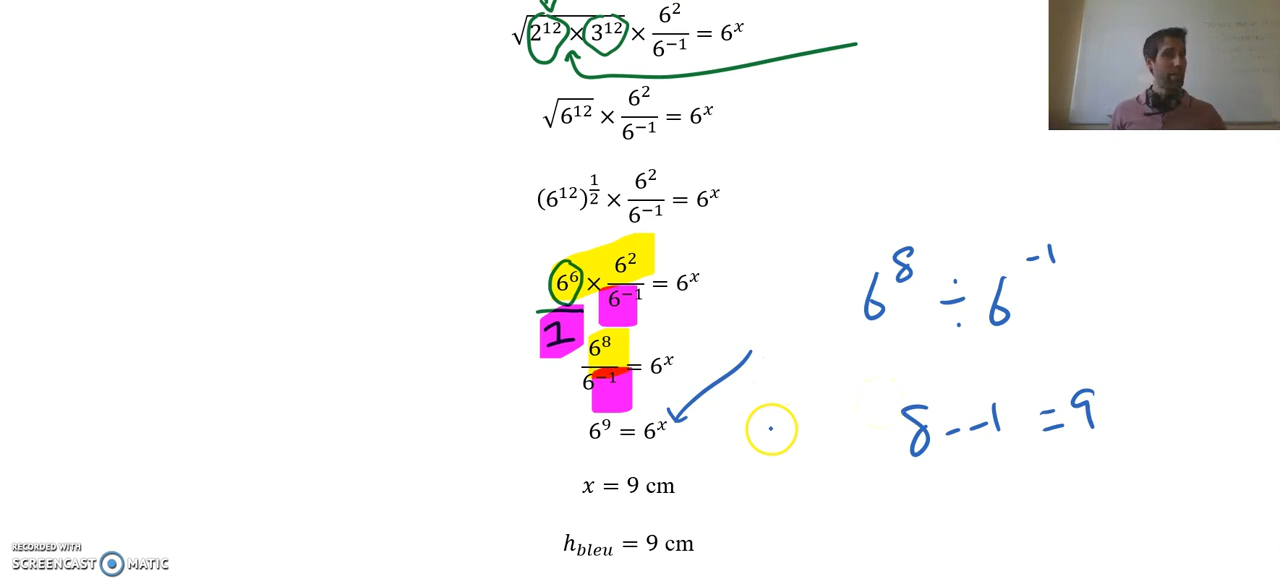 √(2¹² × 3¹²) × 6²/6⁻¹ = 6ˣ
√6¹² × 6²/6⁻¹ = 6ˣ
(6¹²)^(1/2) × 6²/6⁻¹ = 6ˣ
6⁶/1 × 6²/6⁻¹ = 6ˣ
6⁸ ÷ 6⁻¹
6⁸/6⁻¹ = 6ˣ
8 - -1 = 9
6⁹ = 6ˣ
x = 9 cm
h_bleu = 9 cm
RECORDED WITH
SCREENCAST MATIC